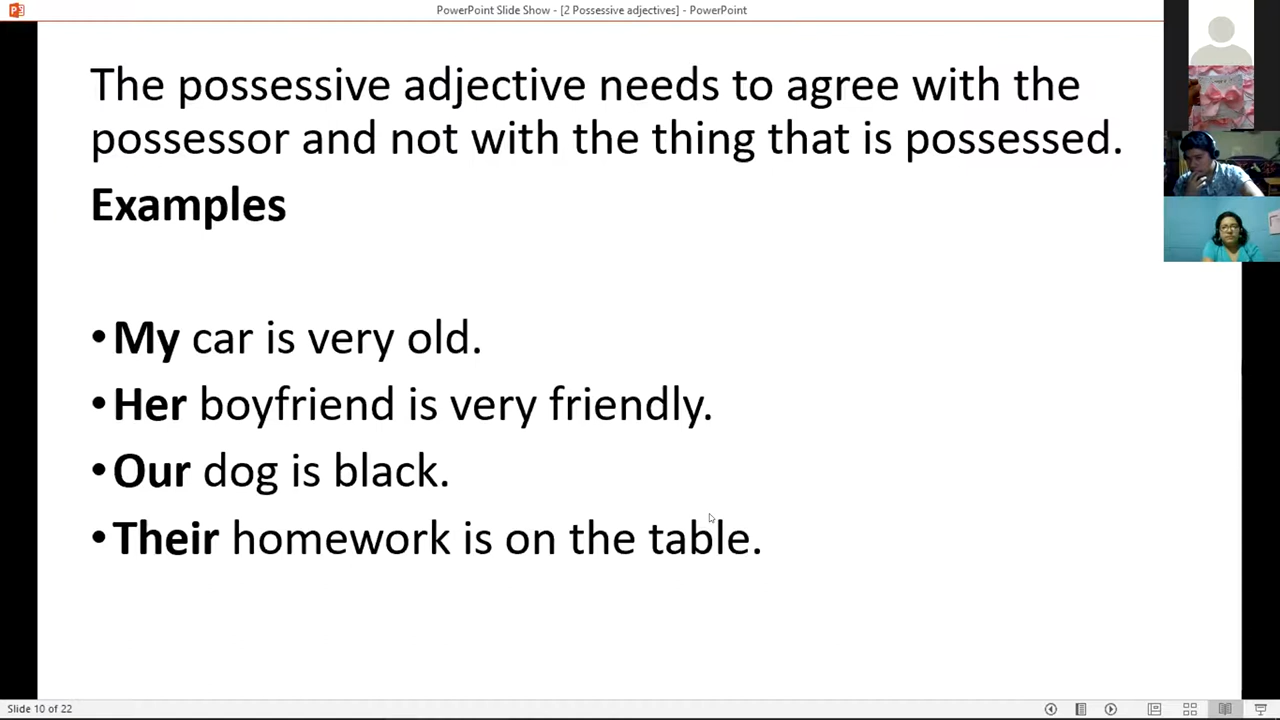 PowerPoint Slide Show - [2 Possessive adjectives] - PowerPoint
The possessive adjective needs to agree with the
possessor and not with the thing that is possessed.
Examples
•My car is very old.
•Her boyfriend is very friendly.
•Our dog is black.
•Their homework is on the table.
Slide 10 of 22